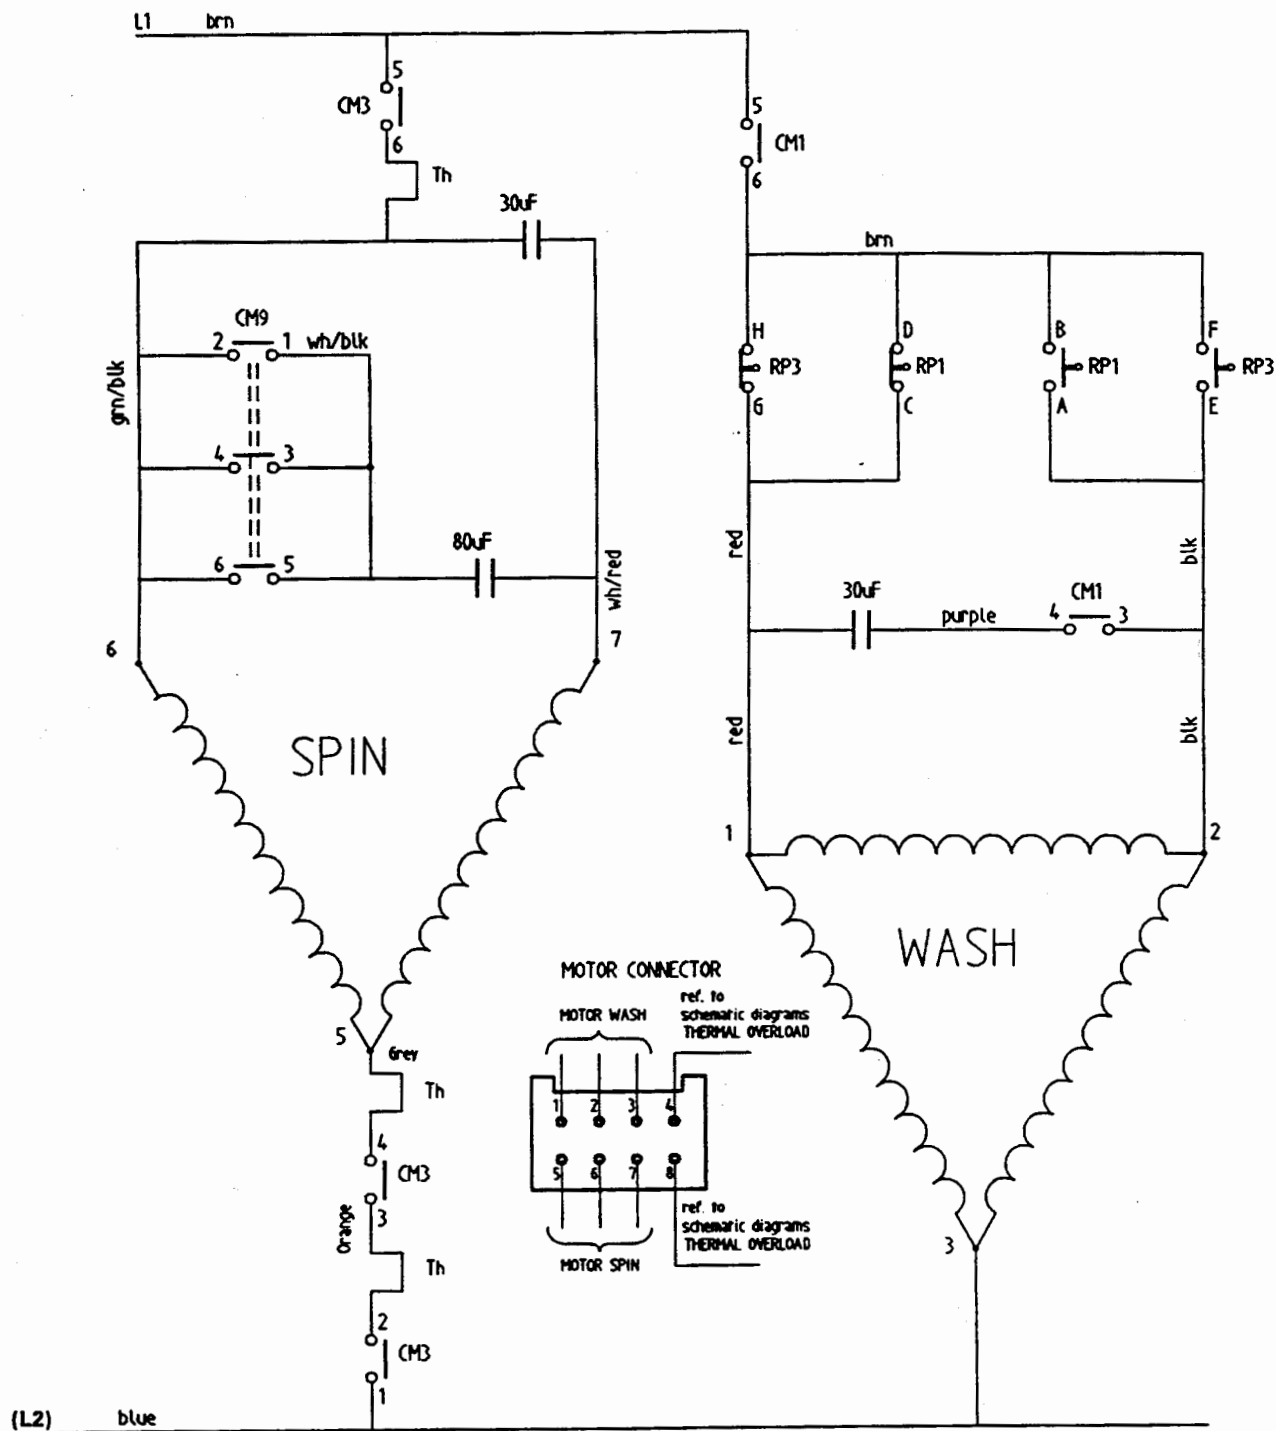 L1 brn
5
CM3
6
Th
5
CM1
6
30uF
brn
CM9
2 1 wh/blk
grn/blk
4 3
6 5
80uF
wh/red
6
7
SPIN
H
RP3
G
D
RP1
C
B
RP1
A
F
RP3
E
red
blk
30uF
purple
CM1
4 3
red
blk
1
2
WASH
5
Grey
Th
4
CM3
3
Orange
Th
2
CM3
1
MOTOR CONNECTOR
MOTOR WASH
ref. to
schematic diagrams
THERMAL OVERLOAD
1 2 3 4
5 6 7 8
ref. to
schematic diagrams
THERMAL OVERLOAD
MOTOR SPIN
3
(L2) blue